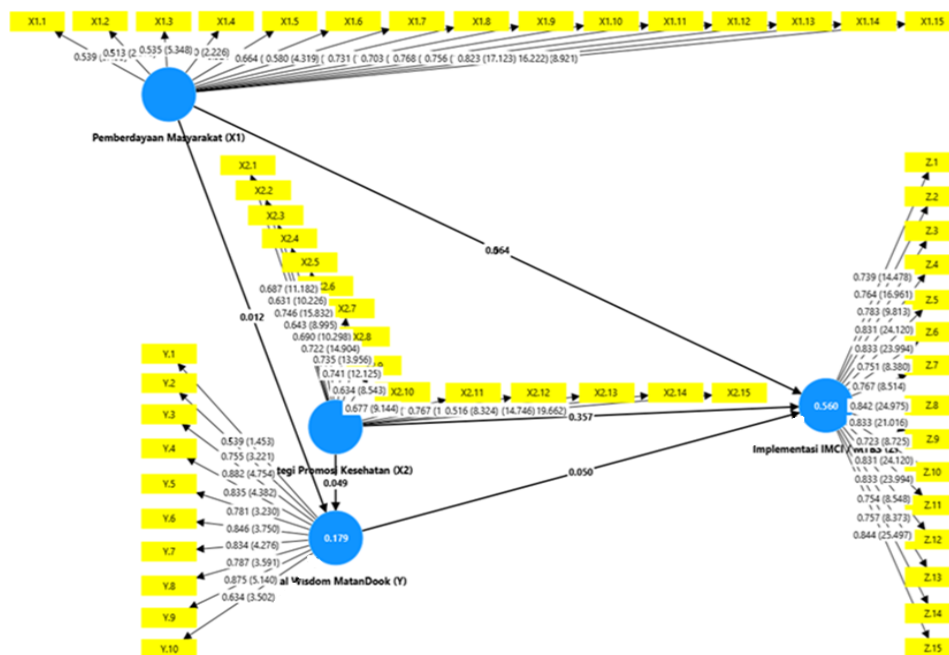 X1.1 X1.2 X1.3 X1.4 X1.5 X1.6 X1.7 X1.8 X1.9 X1.10 X1.11 X1.12 X1.13 X1.14 X1.15
0.539 0.513 0.535 (5.348) (2.226) 0.664 0.580 (4.319) 0.731 0.703 0.768 0.756 0.823 (17.123) 16.222) (8.921)
Pemberdayaan Masyarakat (X1)
X2.1
X2.2
X2.3
X2.4
X2.5
X2.7
X2.8
0.687 (11.182)
0.631 (10.226)
0.746 (15.832)
0.643 (8.995)
0.690 (10.298)
0.722 (14.904)
0.735 (13.956)
0.741 (12.125)
0.634 (8.543)
X2.10 X2.11 X2.12 X2.13 X2.14 X2.15
0.677 (9.144) 0.767 0.516 (8.324) (14.746) 19.662)
0.012
0.357
Promosi Kesehatan (X2)
0.049
0.050
Y.1
Y.2
Y.3
Y.4
Y.5
Y.6
Y.7
Y.8
Y.9
Y.10
0.539 (1.453)
0.755 (3.221)
0.882 (4.754)
0.835 (4.382)
0.781 (3.230)
0.846 (3.750)
0.834 (4.276)
0.787 (3.591)
0.875 (5.140)
0.634 (3.502)
0.179
MatanDook (Y)
0.560
Implementasi IMCI
Z.1
Z.2
Z.3
Z.4
Z.5
Z.6
Z.7
Z.8
Z.9
Z.10
Z.11
Z.12
Z.13
Z.14
Z.15
0.739 (14.478)
0.764 (16.961)
0.783 (9.813)
0.831 (24.120)
0.833 (23.994)
0.751 (8.380)
0.767 (8.514)
0.842 (24.975)
0.833 (21.016)
0.723 (8.725)
0.831 (24.120)
0.833 (23.994)
0.754 (8.548)
0.757 (8.373)
0.844 (25.497)